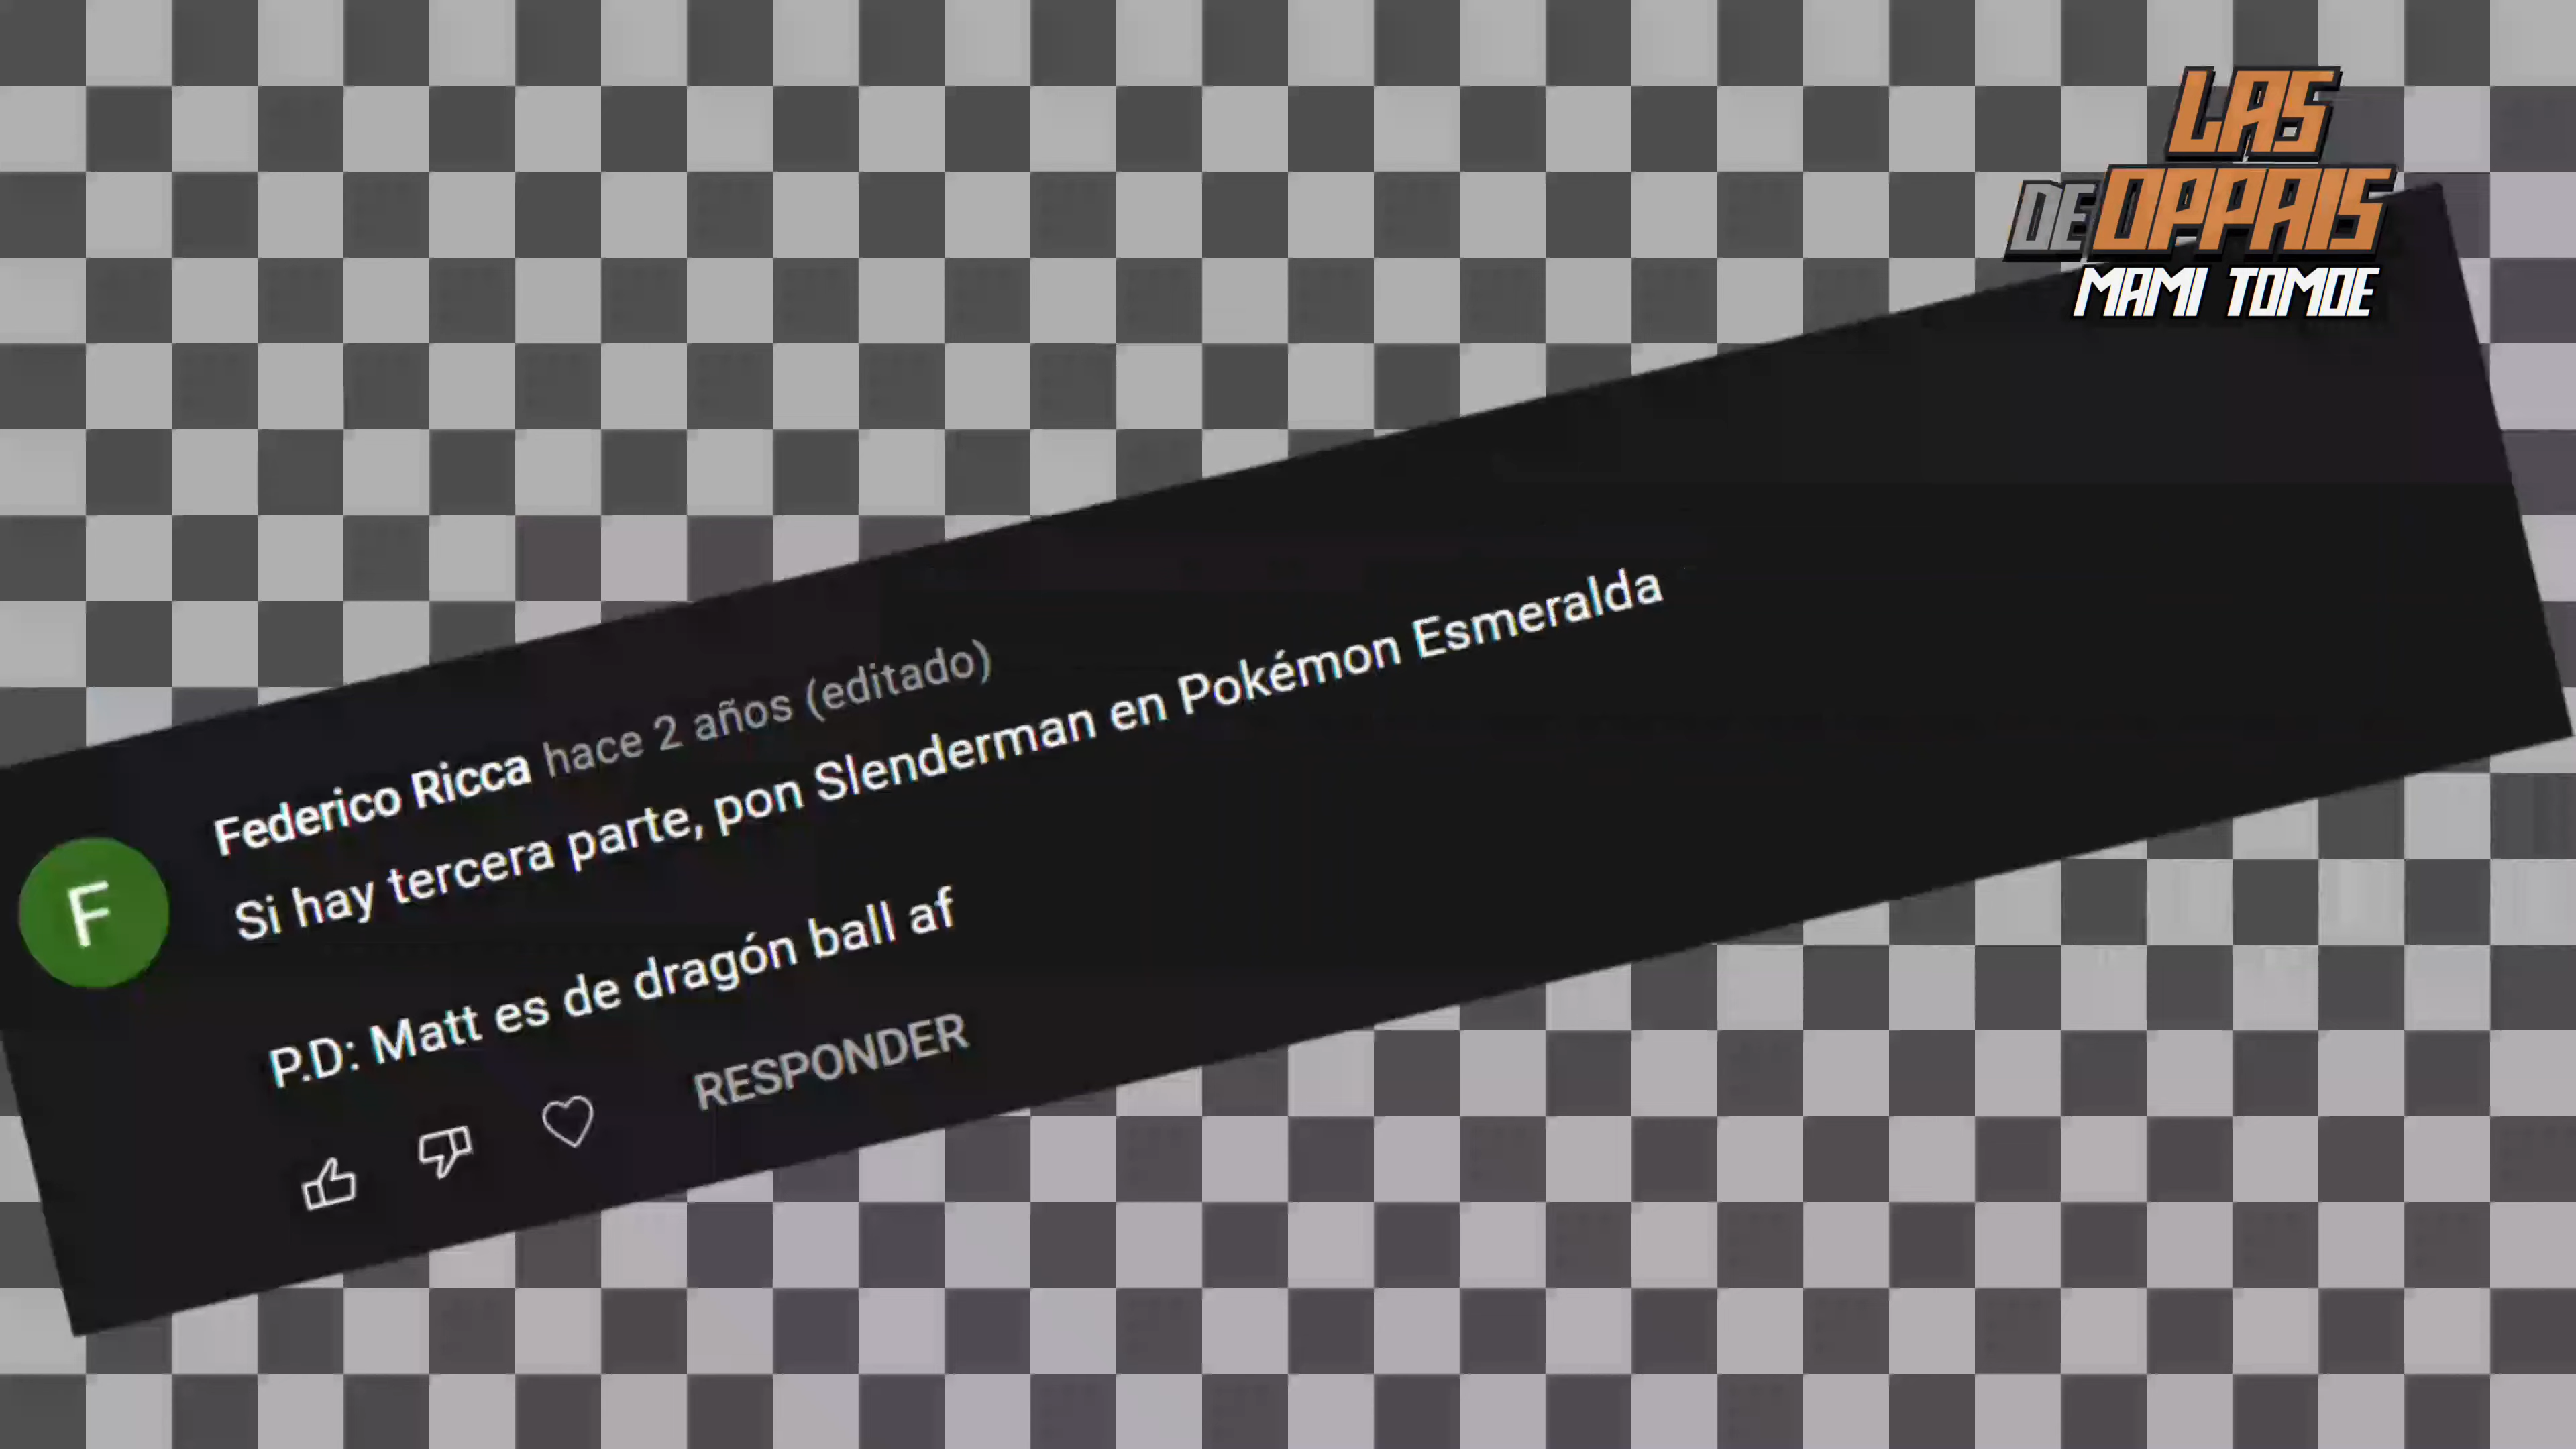 LAS
DE OPPAIS
MAMI TOMOE
Federico Ricca hace 2 años (editado)
Si hay tercera parte, pon Slenderman en Pokémon Esmeralda
P.D: Matt es de dragón ball af
F
RESPONDER